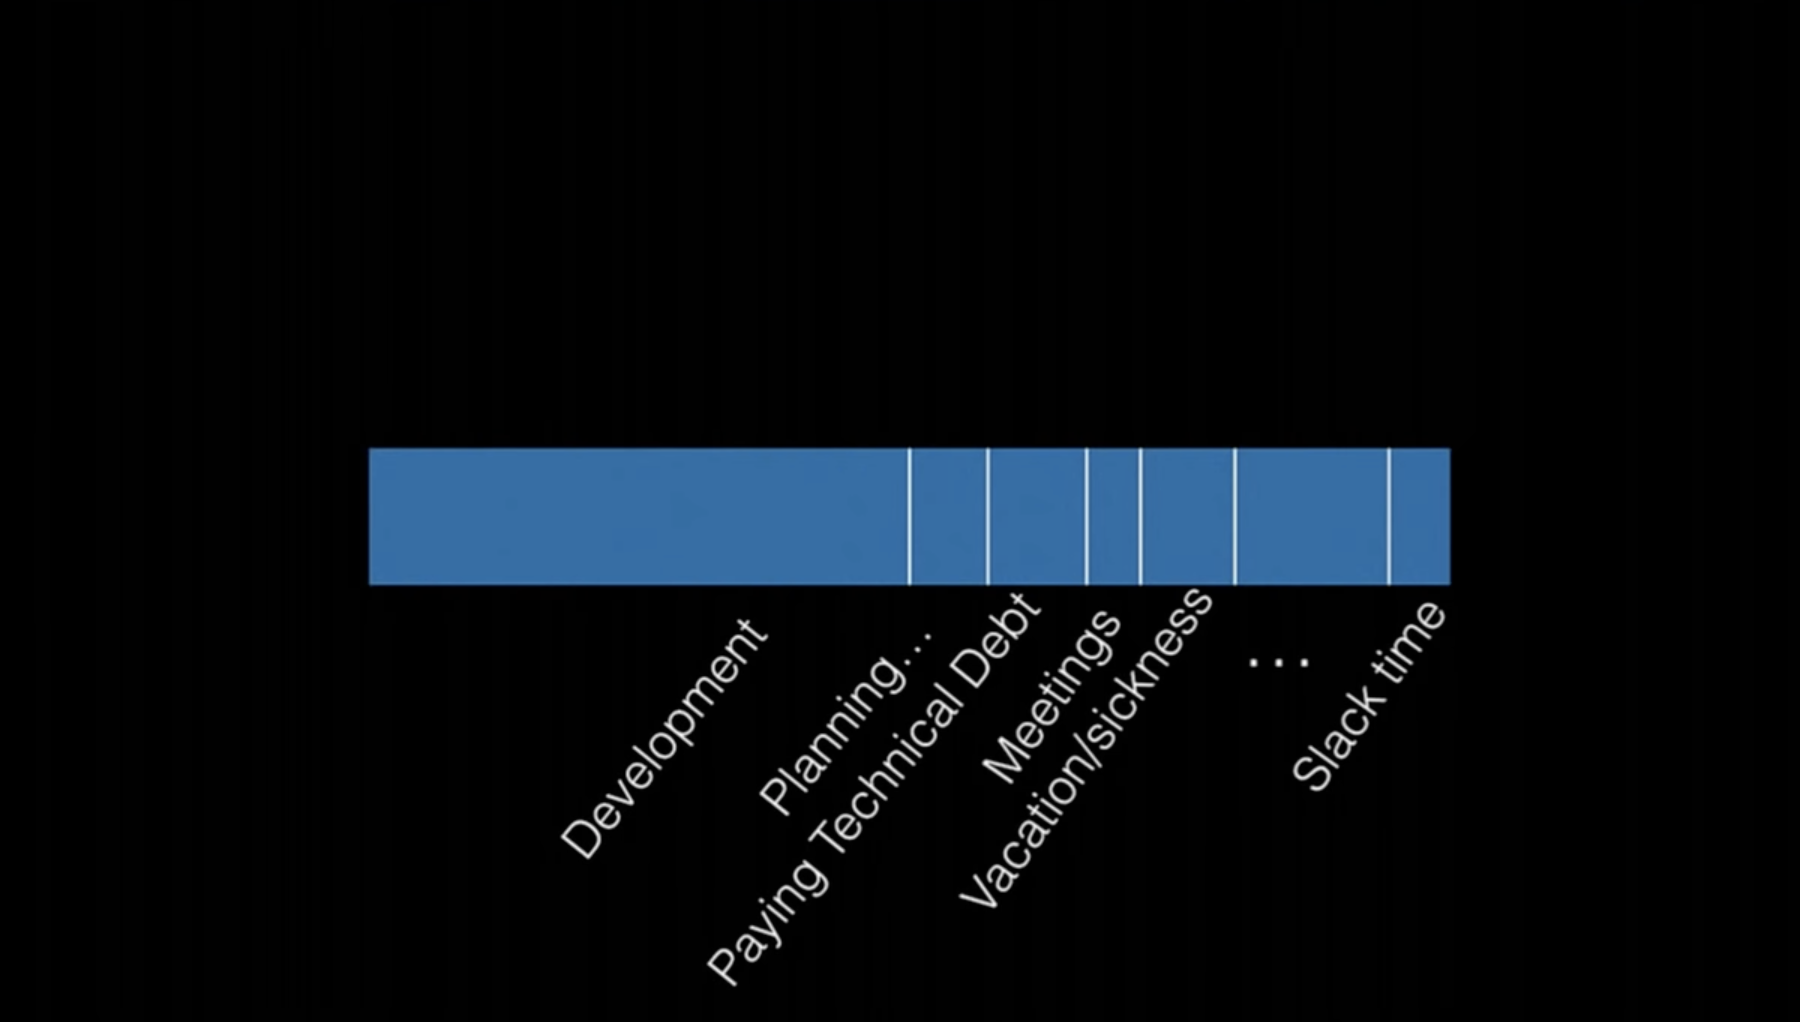 Development
Planning...
Paying Technical Debt
Meetings
Vacation/sickness
...
Slack time